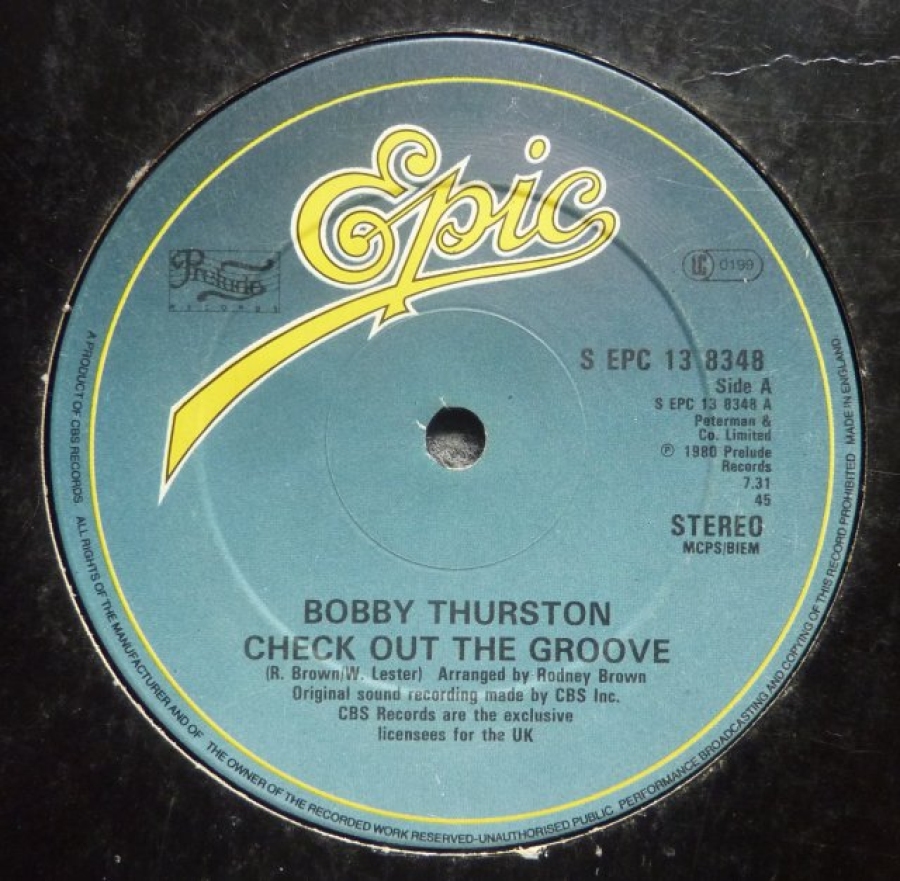 Epic
Prelude
RECORDS
LC 0199
S EPC 13 8348
Side A
S EPC 13 8348 A
Peterman &
Co. Limited
℗ 1980 Prelude
Records
7.31
45
STEREO
MCPS/BIEM
BOBBY THURSTON
CHECK OUT THE GROOVE
(R. Brown/W. Lester) Arranged by Rodney Brown
Original sound recording made by CBS Inc.
CBS Records are the exclusive
licensees for the UK
A PRODUCT OF CBS RECORDS ALL RIGHTS OF THE MANUFACTURER AND OF THE OWNER OF THE RECORDED WORK RESERVED-UNAUTHORISED PUBLIC PERFORMANCE BROADCASTING AND COPYING OF THIS RECORD PROHIBITED MADE IN ENGLAND